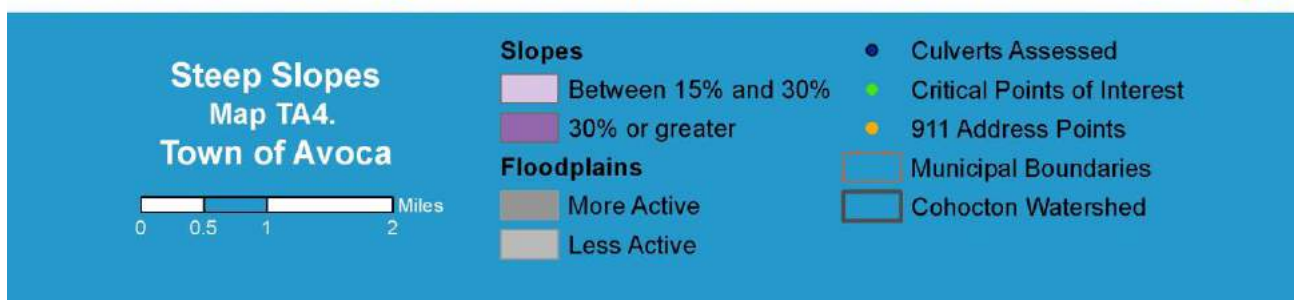 Steep Slopes
Map TA4.
Town of Avoca
Miles
0 0.5 1 2
Slopes
Between 15% and 30%
30% or greater
Floodplains
More Active
Less Active
Culverts Assessed
Critical Points of Interest
911 Address Points
Municipal Boundaries
Cohocton Watershed